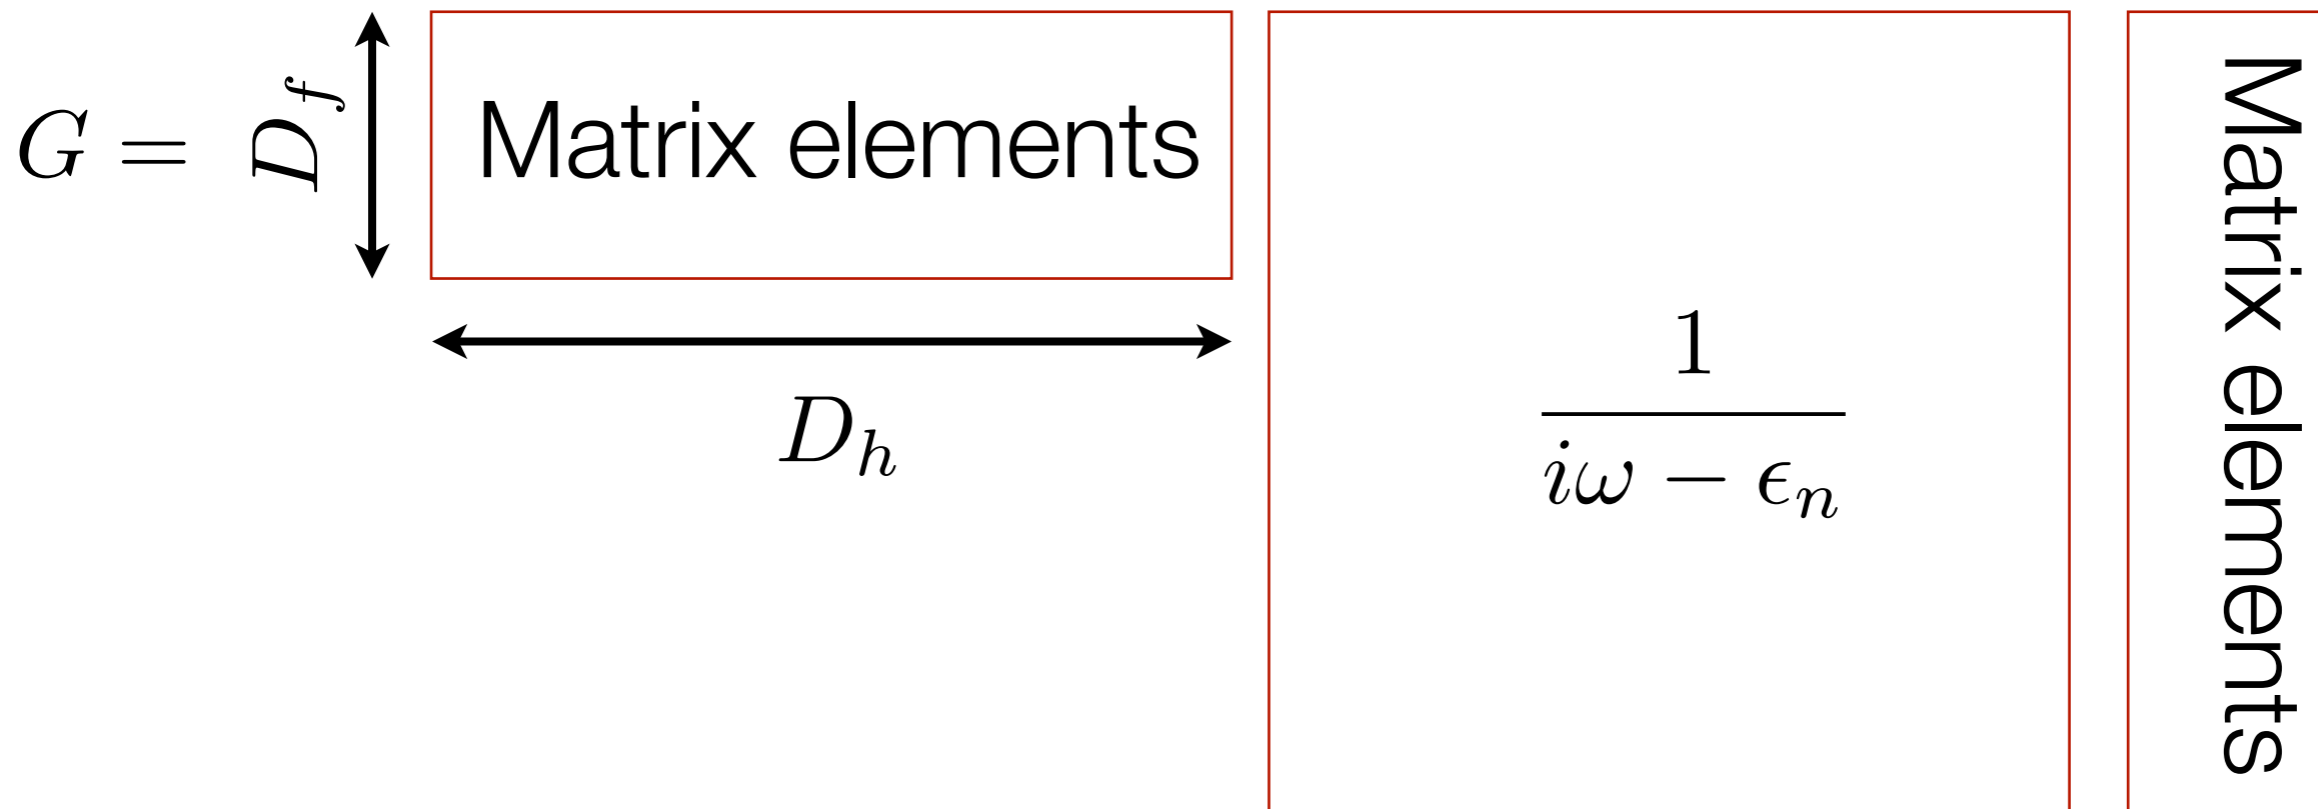 G =
D_f
Matrix elements
D_h
1
iω − ϵ_n
Matrix elements